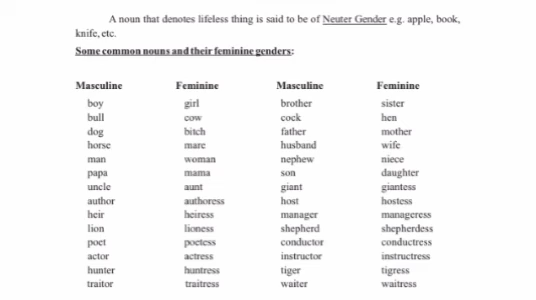 A noun that denotes lifeless thing is said to be of Neuter Gender e.g. apple, book,
knife, etc.
Some common nouns and their feminine genders:
Masculine Feminine Masculine Feminine
boy girl brother sister
bull cow cock hen
dog bitch father mother
horse mare husband wife
man woman nephew niece
papa mama son daughter
uncle aunt giant giantess
author authoress host hostess
heir heiress manager manageress
lion lioness shepherd shepherdess
poet poetess conductor conductress
actor actress instructor instructress
hunter huntress tiger tigress
traitor traitress waiter waitress